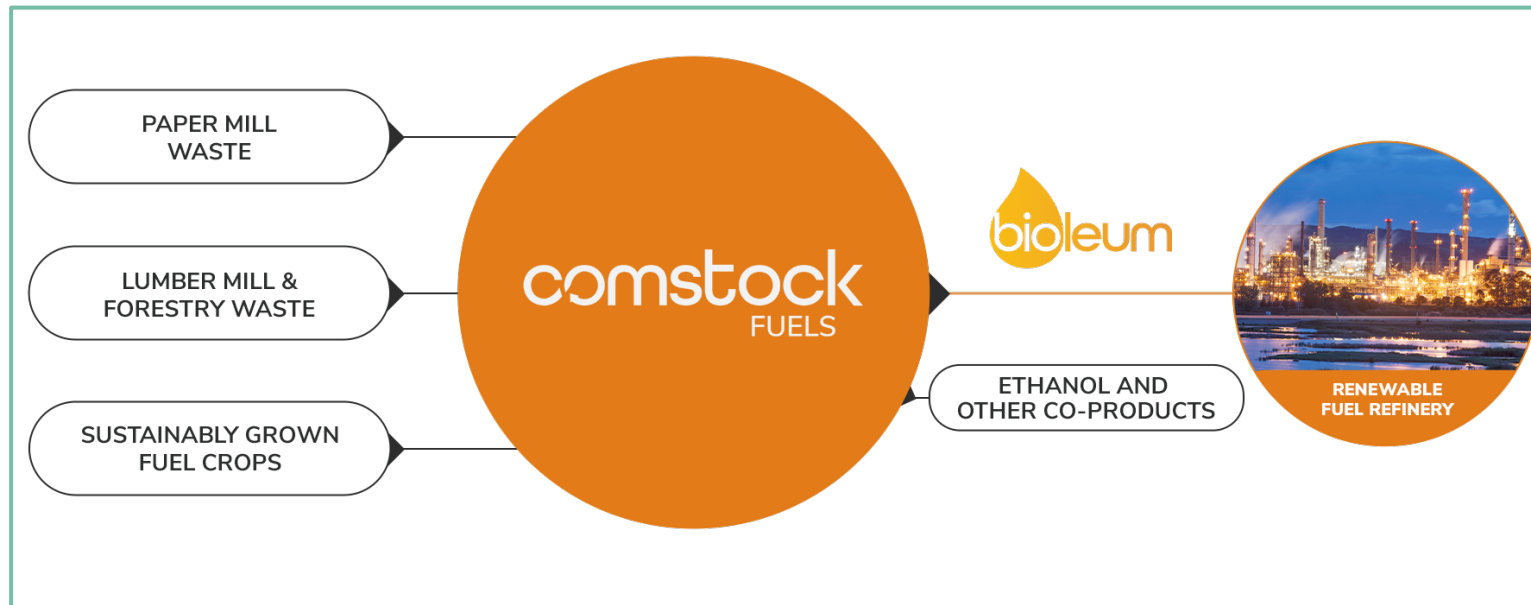 PAPER MILL
WASTE
LUMBER MILL &
FORESTRY WASTE
SUSTAINABLY GROWN
FUEL CROPS
comstock
FUELS
bioleum
ETHANOL AND
OTHER CO-PRODUCTS
RENEWABLE
FUEL REFINERY